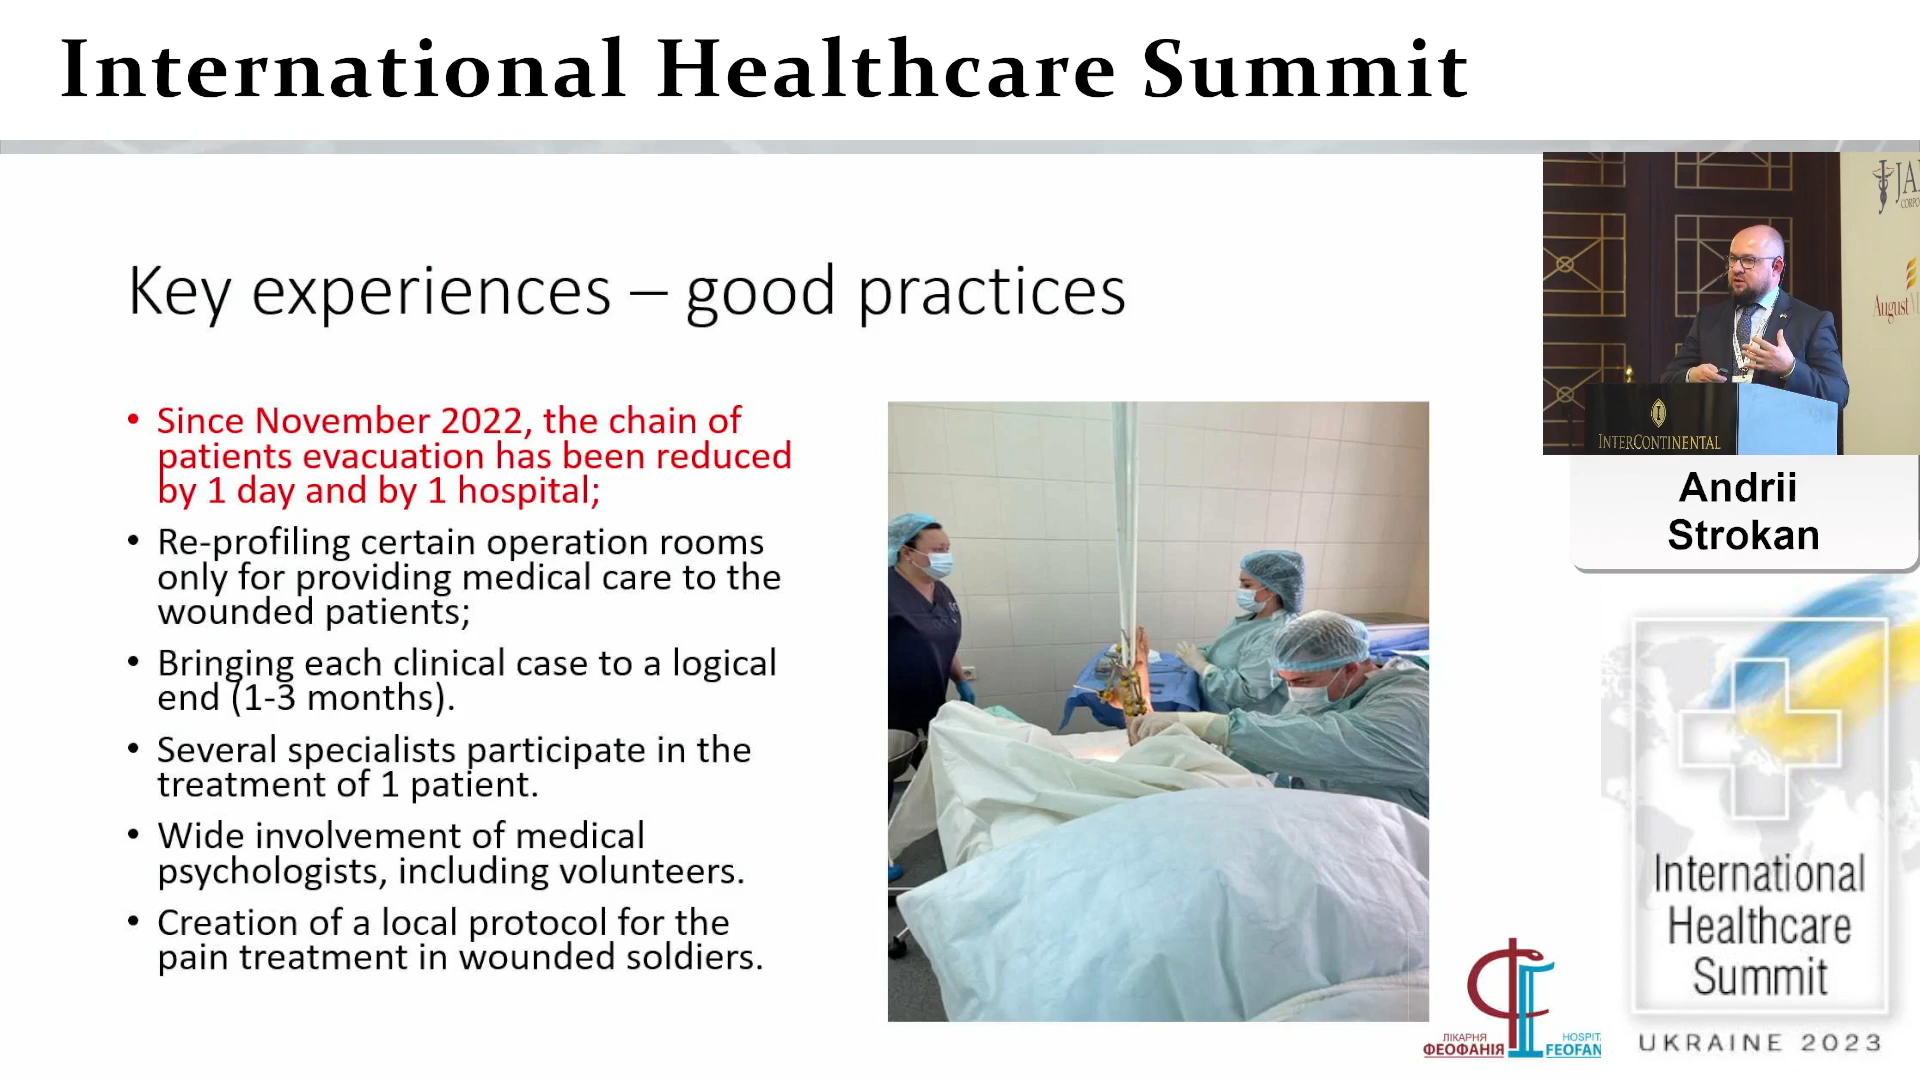 International Healthcare Summit
Key experiences – good practices
• Since November 2022, the chain of
patients evacuation has been reduced
by 1 day and by 1 hospital;
• Re-profiling certain operation rooms
only for providing medical care to the
wounded patients;
• Bringing each clinical case to a logical
end (1-3 months).
• Several specialists participate in the
treatment of 1 patient.
• Wide involvement of medical
psychologists, including volunteers.
• Creation of a local protocol for the
pain treatment in wounded soldiers.
INTERCONTINENTAL
August
Andrii
Strokan
International
Healthcare
Summit
UKRAINE 2023
ЛІКАРНЯ
ФЕОФАНІЯ
HOSPIT
FEOFAN